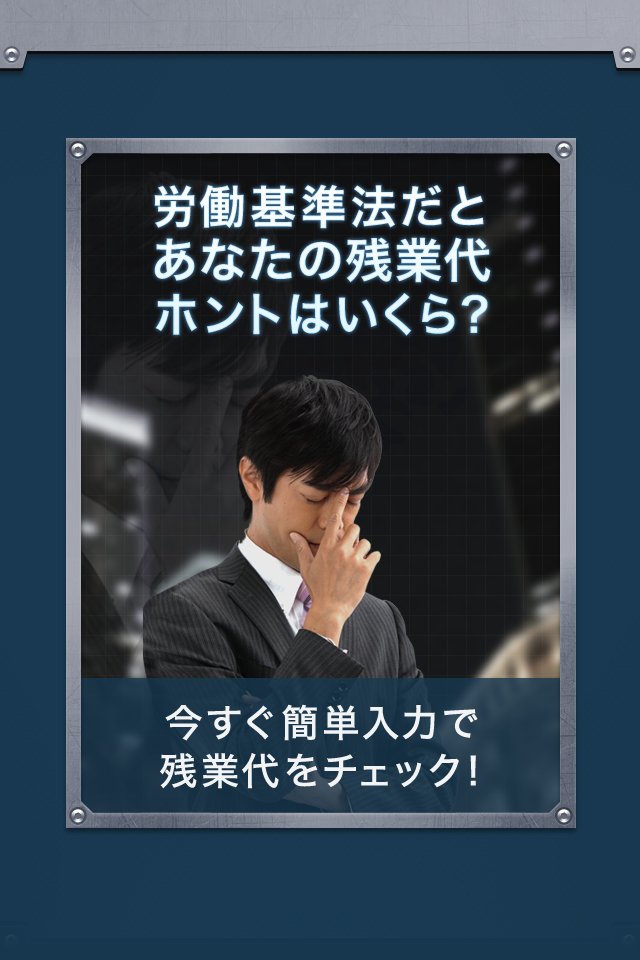 労働基準法だと
あなたの残業代
ホントはいくら?
今すぐ簡単入力で
残業代をチェック!